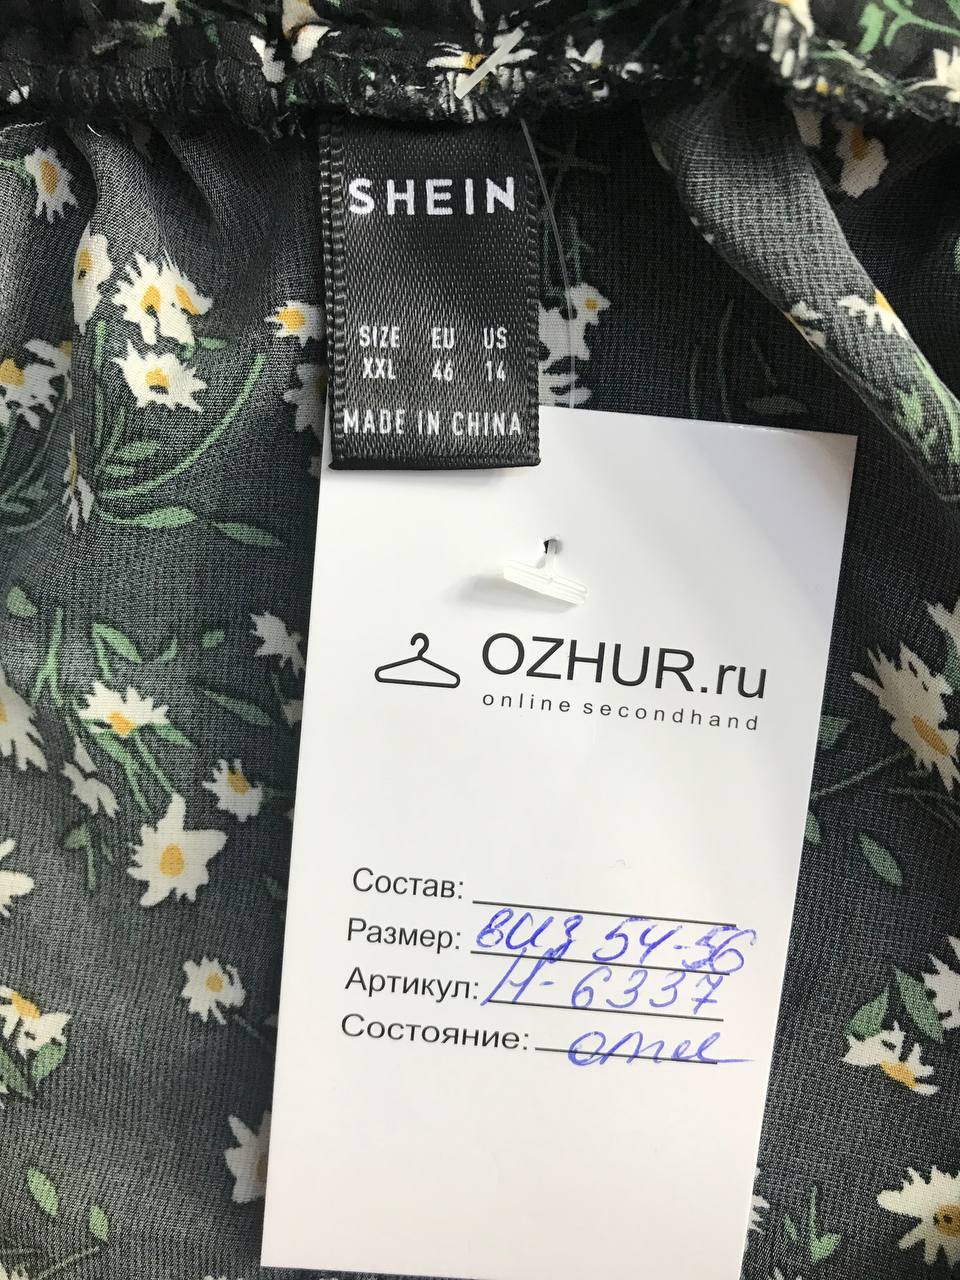 SHEIN
SIZE EU US
XXL 46 14
MADE IN CHINA
OZHUR.ru
online secondhand
Состав:
Размер: виз 54-56
Артикул: Н-6337
Состояние: отл